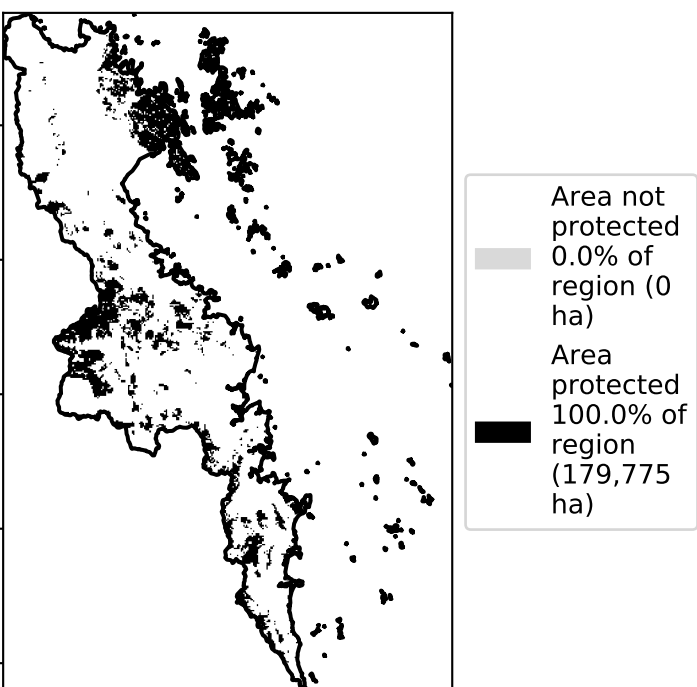 Area not
protected
0.0% of
region (0
ha)
Area
protected
100.0% of
region
(179,775
ha)